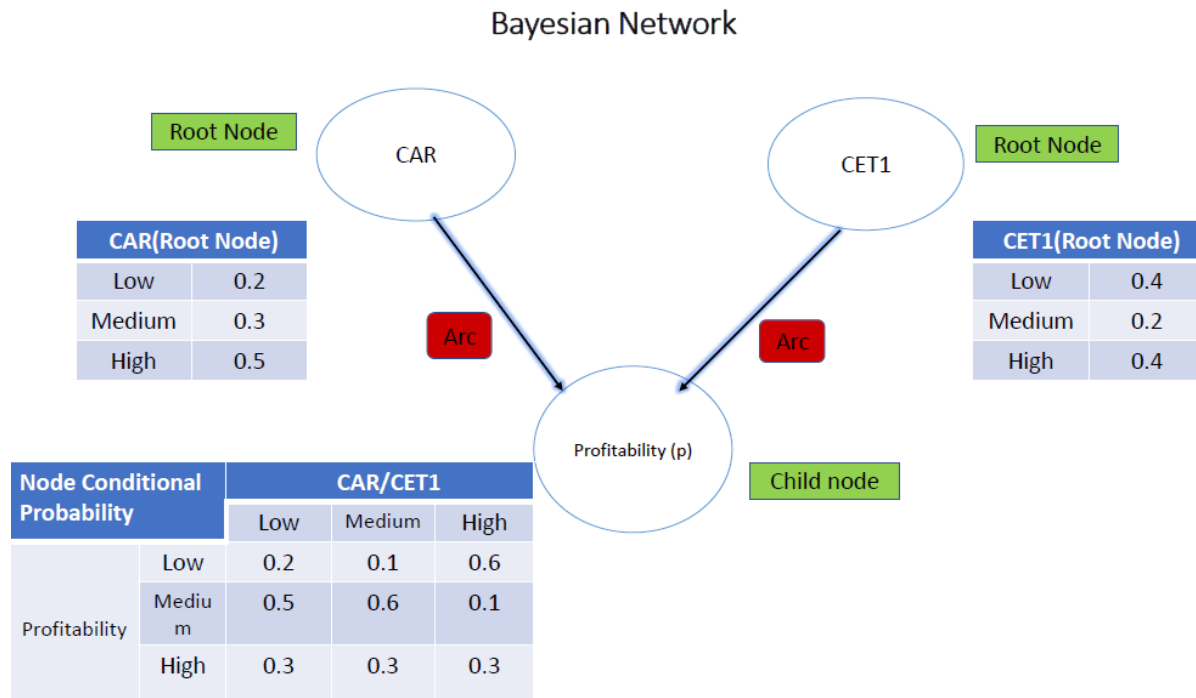 Bayesian Network
Root Node
CAR
CET1
Root Node
CAR(Root Node)
Low 0.2
Medium 0.3
High 0.5
CET1(Root Node)
Low 0.4
Medium 0.2
High 0.4
Arc
Arc
Profitability (p)
Child node
Node Conditional
Probability
CAR/CET1
Low Medium High
Profitability
Low 0.2 0.1 0.6
Mediu
m
0.5 0.6 0.1
High 0.3 0.3 0.3